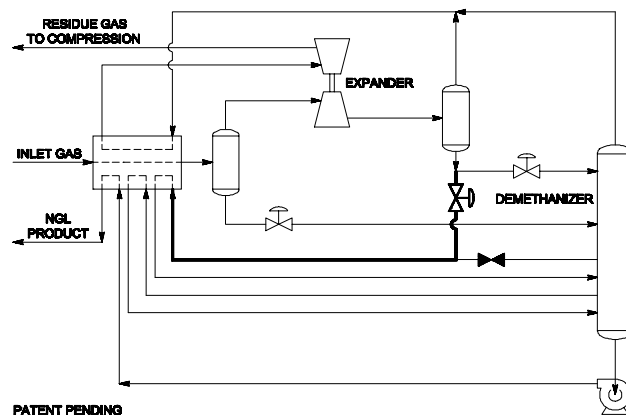 RESIDUE GAS
TO COMPRESSION
EXPANDER
INLET GAS
DEMETHANIZER
NGL
PRODUCT
PATENT PENDING